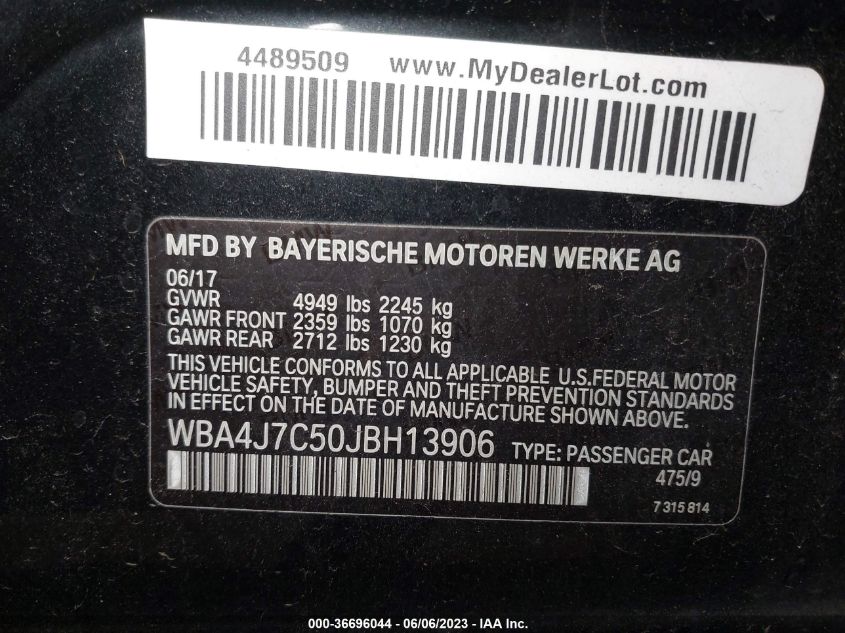 4489509 www.MyDealerLot.com
MFD BY BAYERISCHE MOTOREN WERKE AG
06/17
GVWR 4949 lbs 2245 kg
GAWR FRONT 2359 lbs 1070 kg
GAWR REAR 2712 lbs 1230 kg
THIS VEHICLE CONFORMS TO ALL APPLICABLE U.S.FEDERAL MOTOR
VEHICLE SAFETY, BUMPER AND THEFT PREVENTION STANDARDS
IN EFFECT ON THE DATE OF MANUFACTURE SHOWN ABOVE.
WBA4J7C50JBH13906 TYPE: PASSENGER CAR
475/9
7315814
000-36696044 - 06/06/2023 - IAA Inc.